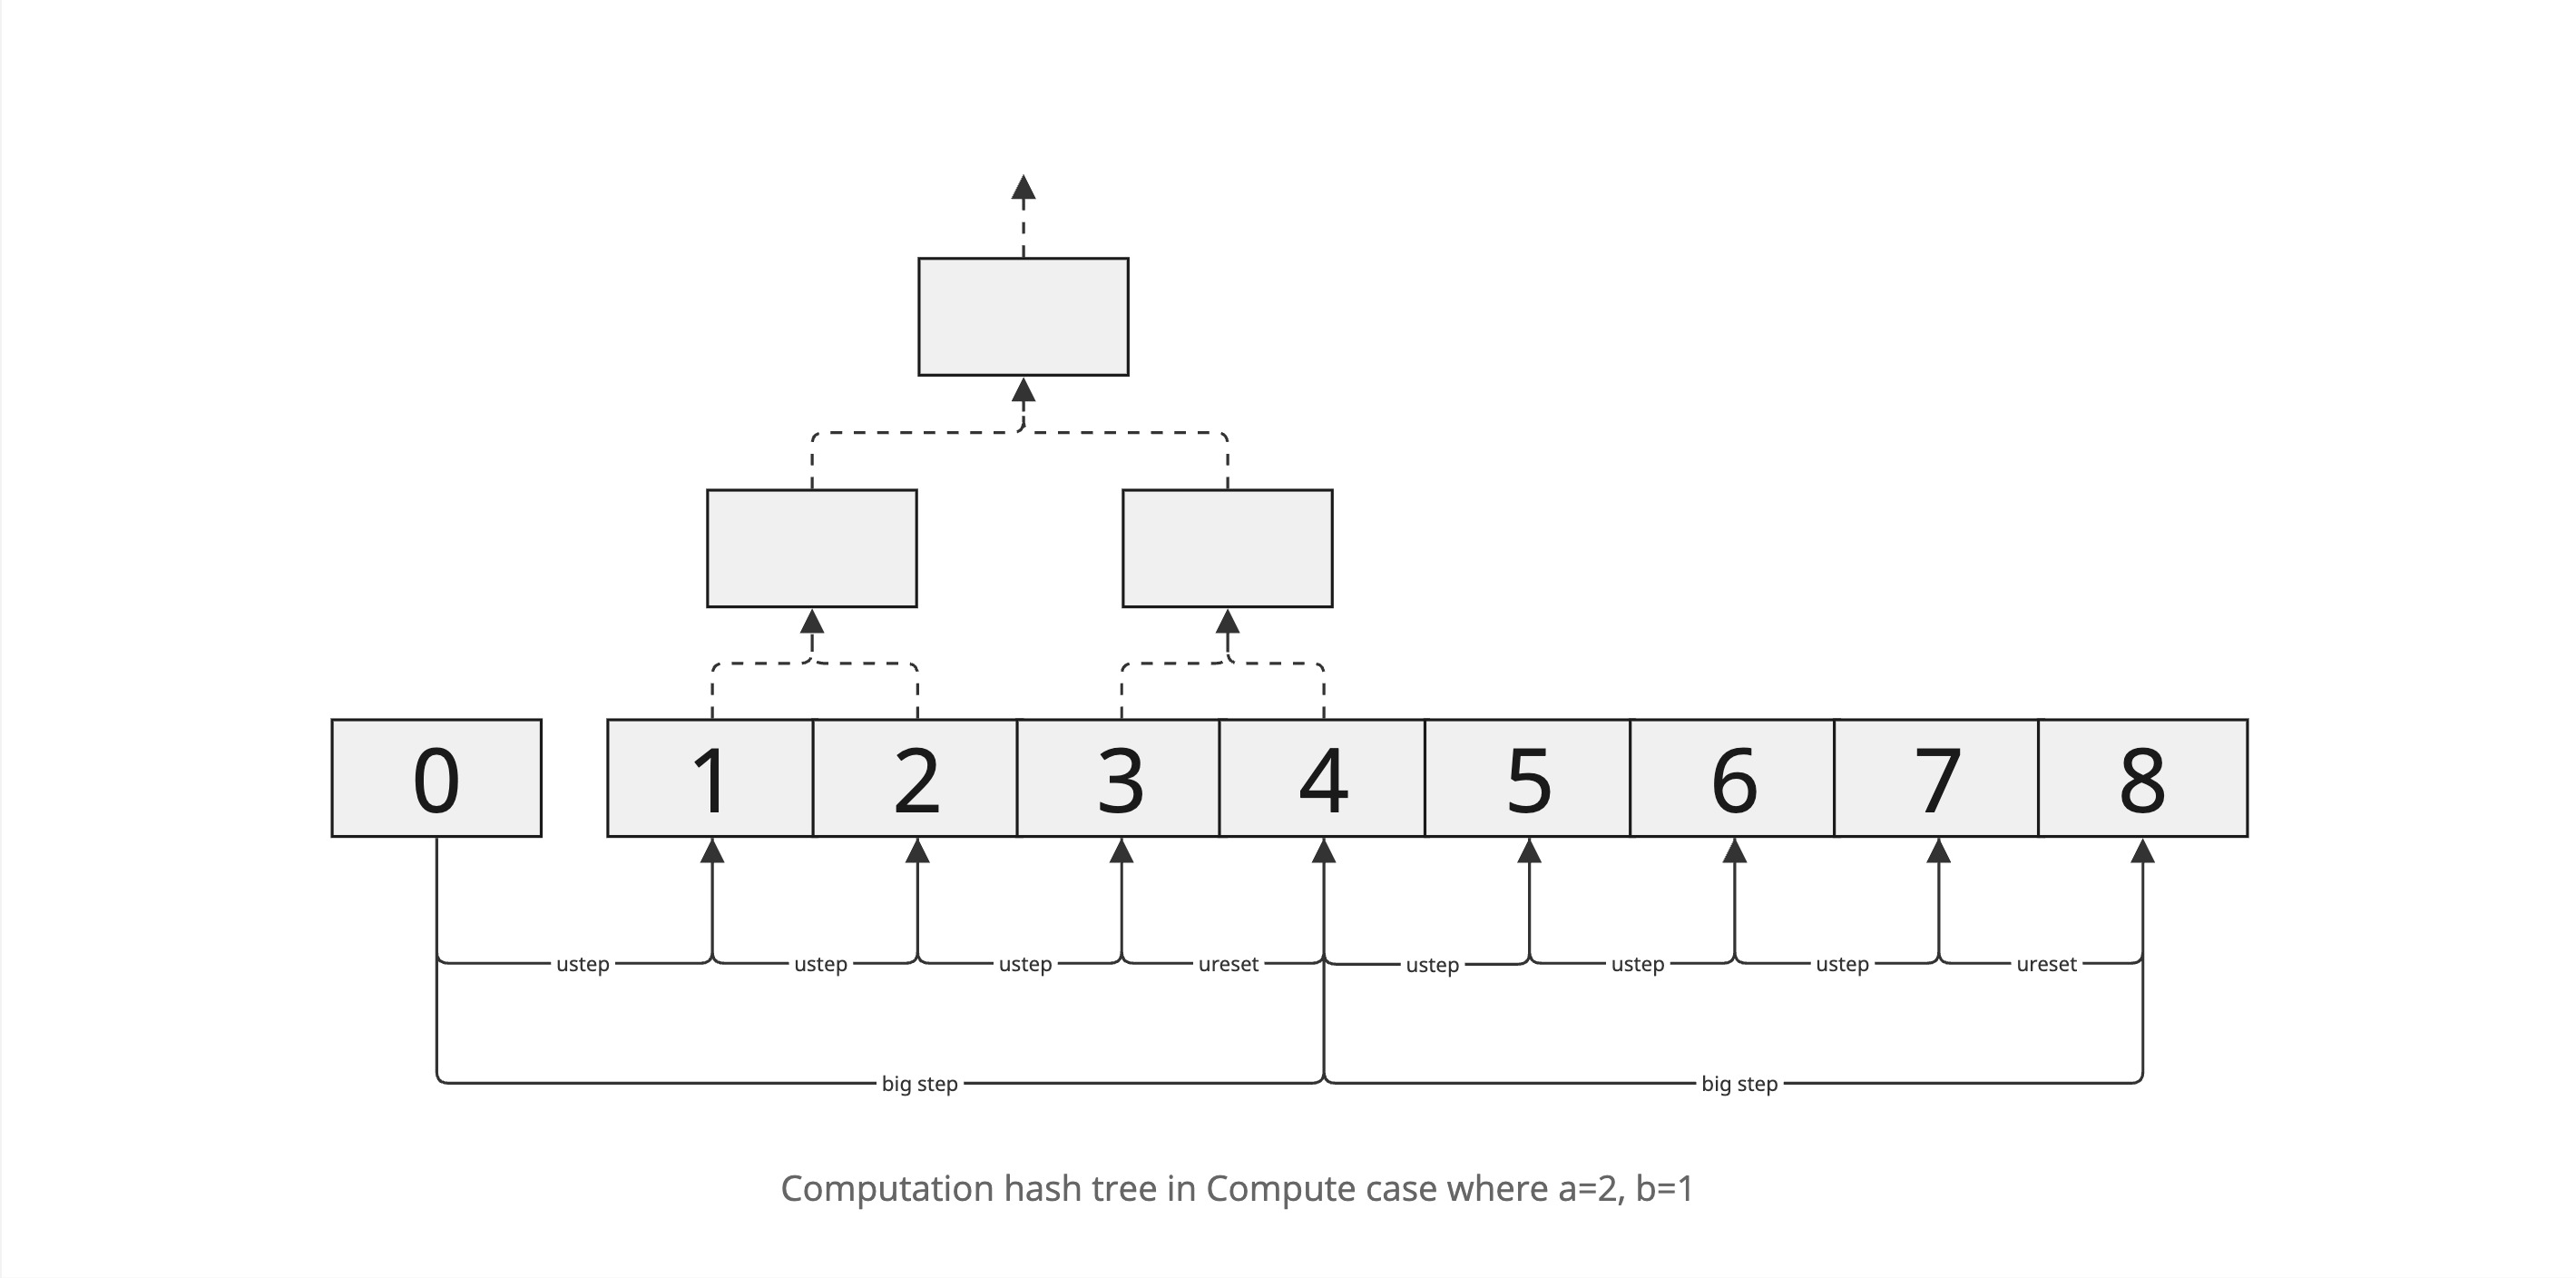 0 1 2 3 4 5 6 7 8
ustep ustep ustep ureset ustep ustep ustep ureset
big step big step
Computation hash tree in Compute case where a=2, b=1